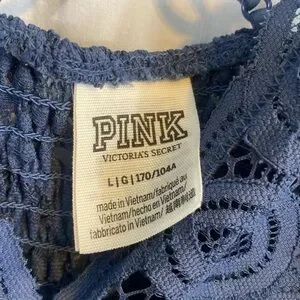 PINK
VICTORIA'S SECRET
L|G|170/104A
made in Vietnam/fabriqué au
Vietnam/hecho en Vietnam/
fabbricato in Vietnam/ 越南制造